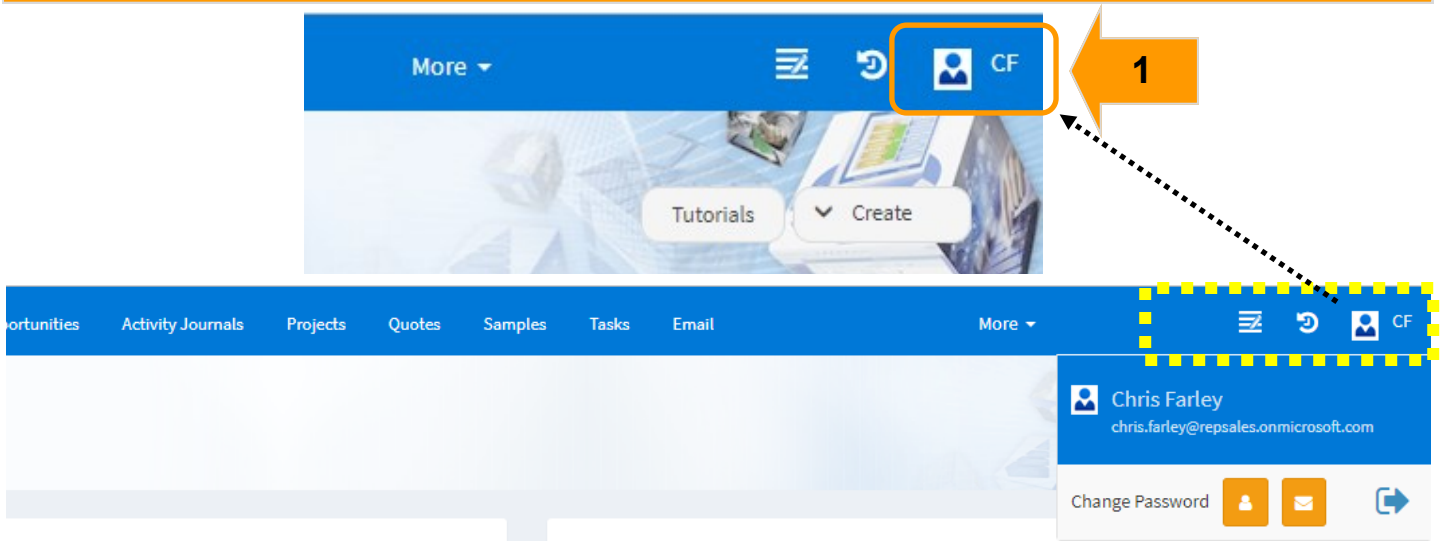 More
CF
1
Tutorials
Create
ortunities Activity Journals Projects Quotes Samples Tasks Email More CF
Chris Farley
chris.farley@repsales.onmicrosoft.com
Change Password